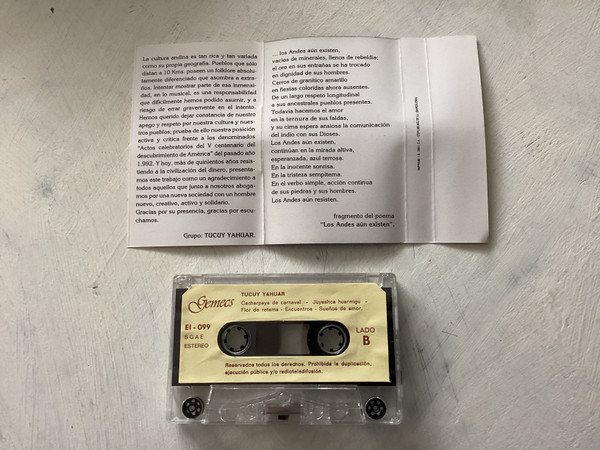 La cultura andina es tan rica y tan variada
como su propia geografía. Pueblos que sólo
distan a 10 Kms. poseen un folklore absolu-
tamente diferenciado que asombra a extra-
ños. Intentar mostrar parte de esa inmensi-
dad, en lo musical, es una responsabilidad
que difícilmente hemos podido asumir, y a
riesgo de errar gravemente en el intento.
Hemos querido dejar constancia de nuestro
apego y respeto por nuestra cultura y nues-
tros pueblos; prueba de ello nuestra posición
activa y crítica frente a los denominados
"Actos celebratorios del V centenario del
descubrimiento de América" del pasado año
1.992. Y hoy, más de quinientos años resis-
tiendo a la civilización del dinero, presenta-
mos este trabajo como un agradecimiento a
todos aquellos que junto a nosotros aboga-
mos por una nueva sociedad con un hombre
nuevo, creativo, activo y solidario.
Gracias por su presencia, gracias por escu-
charnos.
Grupo: TUCUY YAHUAR.
... los Andes aún existen,
vacíos de minerales, llenos de rebeldía;
el oro en sus entrañas se ha trocado
en dignidad de sus hombres.
Cerros de granítico amarillo
en fiestas coloridas ahora ausentes.
De un largo respeto longitudinal
a sus ancestrales pueblos presentes.
Todavía hacemos el amor
en la ternura de sus faldas,
y su cima espera ansiosa la comunicación
del indio con sus Dioses.
Los Andes aún existen,
continúan en la mirada altiva,
esperanzada, azul terrosa.
En la inocente sonrisa.
En la tristeza sempiterna.
En el verbo simple, acción continua
de sus piedras y sus hombres.
Los Andes aún resisten.
fragmento del poema
"Los Andes aún existen".
Gemecs
TUCUY YAHUAR
Cacharpaya de carnaval.- Juyashra huarmigu -
Flor de retama - Encuentros - Sueños de amor.
EI - 099
SGAE
ESTEREO
LADO
B
Reservados todos los derechos. Prohibida la duplicación,
ejecución pública y/o radioteledifusión.